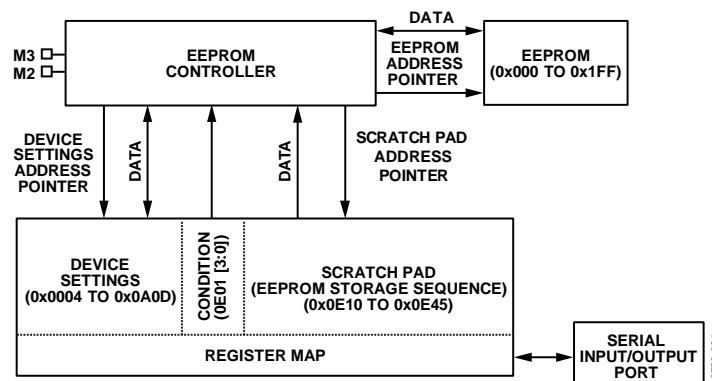 DATA
M3
M2
EEPROM
CONTROLLER
EEPROM
ADDRESS
POINTER
EEPROM
(0x000 TO 0x1FF)
DEVICE
SETTINGS
ADDRESS
POINTER
DATA
DATA
SCRATCH PAD
ADDRESS
POINTER
DEVICE
SETTINGS
(0x0004 TO 0x0A0D)
CONDITION
(0E01 [3:0])
SCRATCH PAD
(EEPROM STORAGE SEQUENCE)
(0x0E10 TO 0x0E45)
REGISTER MAP
SERIAL
INPUT/OUTPUT
PORT